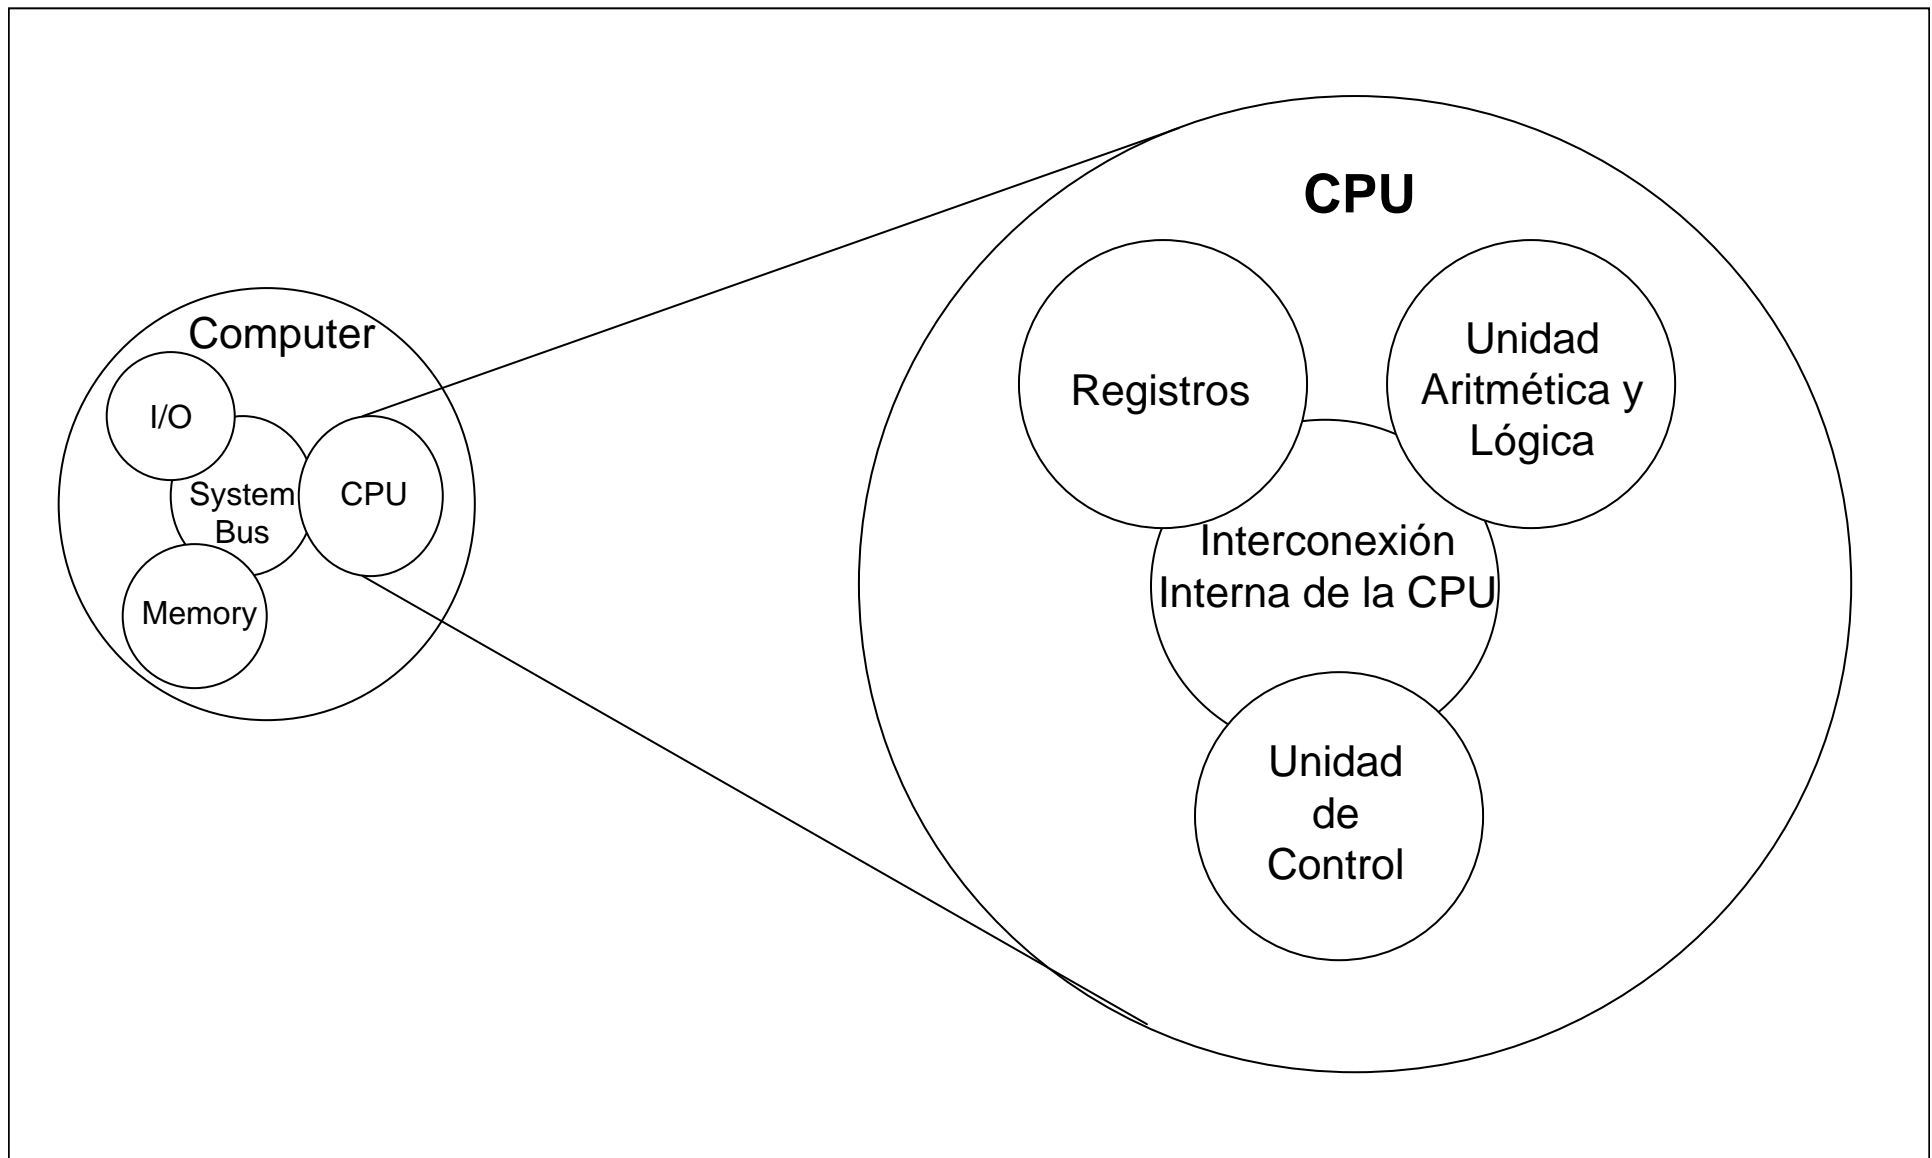 Computer
I/O
System
Bus
CPU
Memory
CPU
Registros
Unidad
Aritmética y
Lógica
Interconexión
Interna de la CPU
Unidad
de
Control